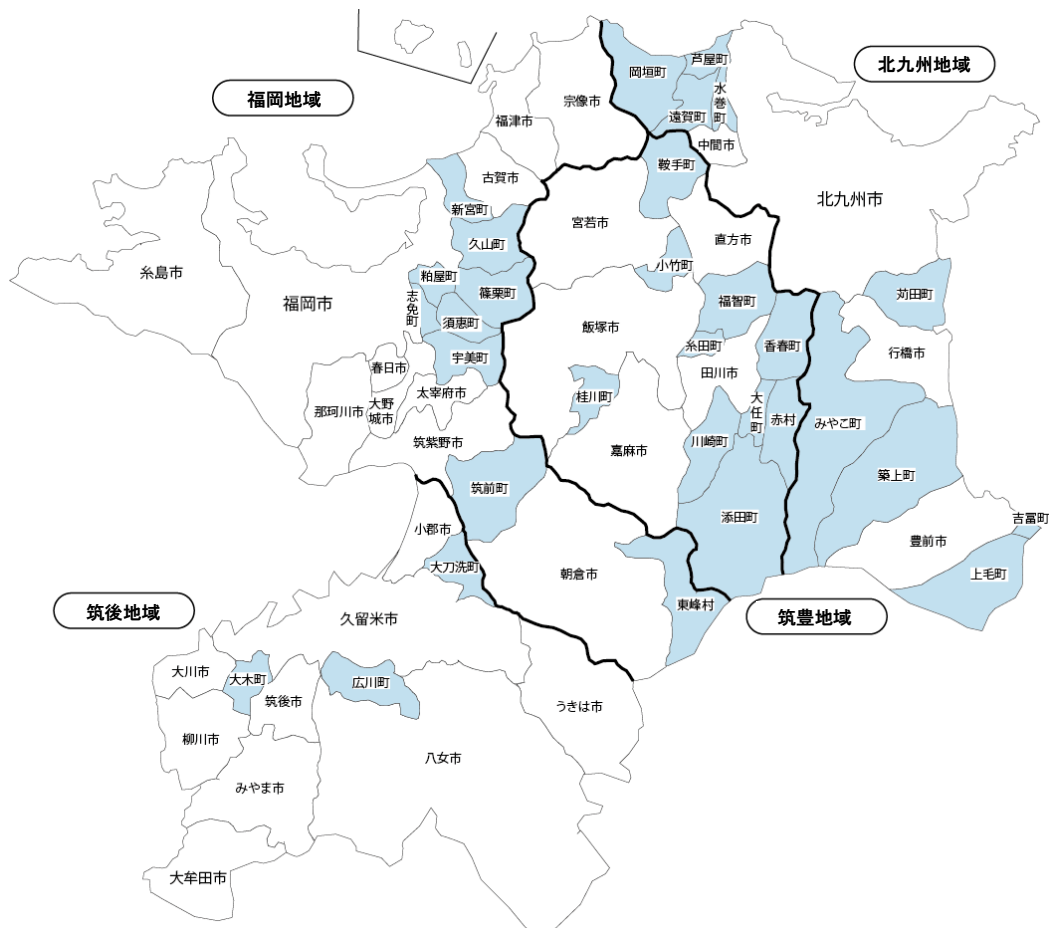 福岡地域
北九州地域
岡垣町
芦屋町
水巻町
遠賀町
中間市
宗像市
福津市
古賀市
鞍手町
新宮町
宮若市
北九州市
久山町
直方市
小竹町
糸島市
福岡市
粕屋町
志免町
篠栗町
須恵町
宇美町
福智町
苅田町
飯塚市
糸田町
香春町
行橋市
春日市
太宰府市
那珂川市
大野
城市
田川市
桂川町
大任町
赤村
みやこ町
筑紫野市
嘉麻市
川崎町
築上町
筑前町
添田町
吉冨町
小郡市
豊前市
大刀洗町
朝倉市
上毛町
東峰村
筑後地域
筑豊地域
久留米市
大川市
大木町
筑後市
広川町
うきは市
柳川市
八女市
みやま市
大牟田市